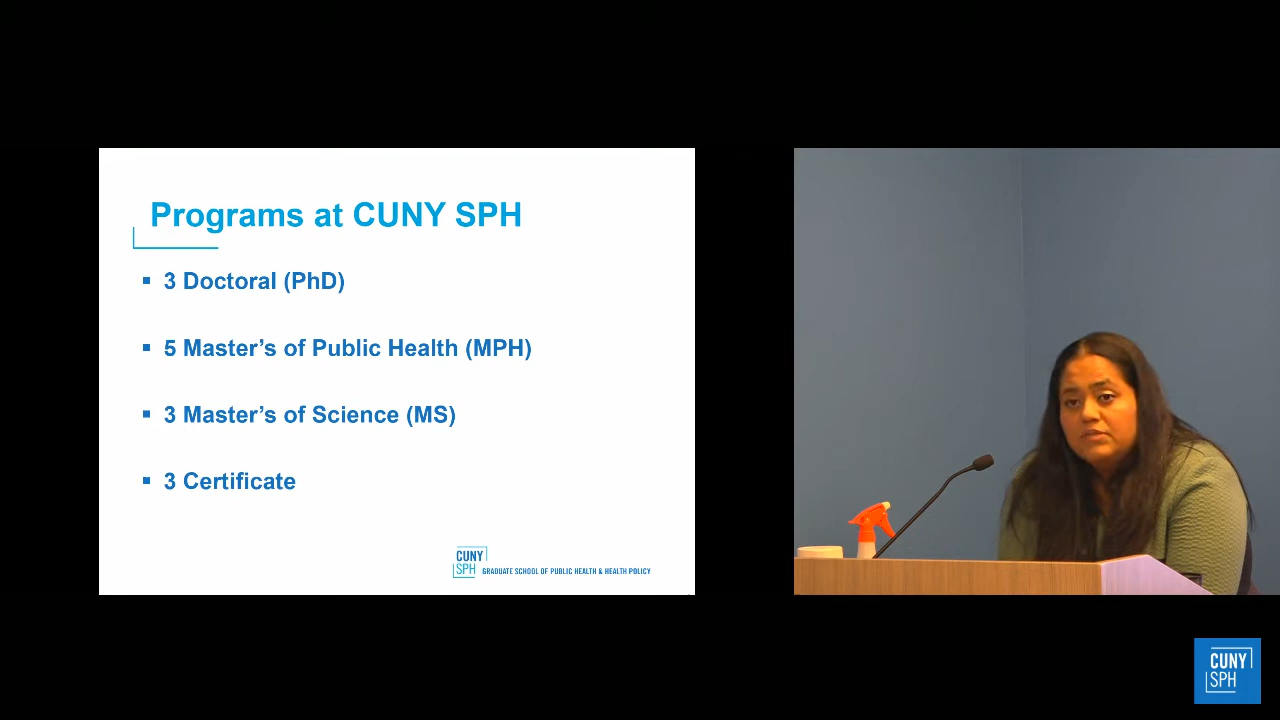 Programs at CUNY SPH
▪ 3 Doctoral (PhD)
▪ 5 Master’s of Public Health (MPH)
▪ 3 Master’s of Science (MS)
▪ 3 Certificate
CUNY
SPH GRADUATE SCHOOL OF PUBLIC HEALTH & HEALTH POLICY
CUNY
SPH